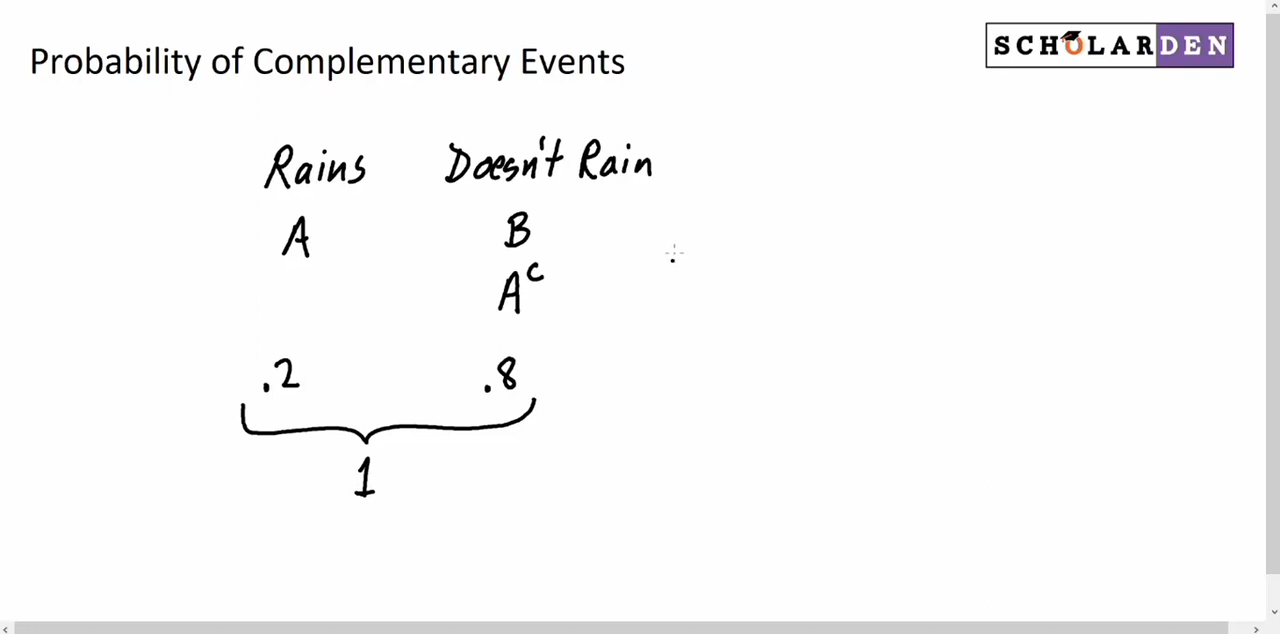 SCHOLARDEN
Probability of Complementary Events
Rains Doesn't Rain
A B
A^c
.2 .8
1